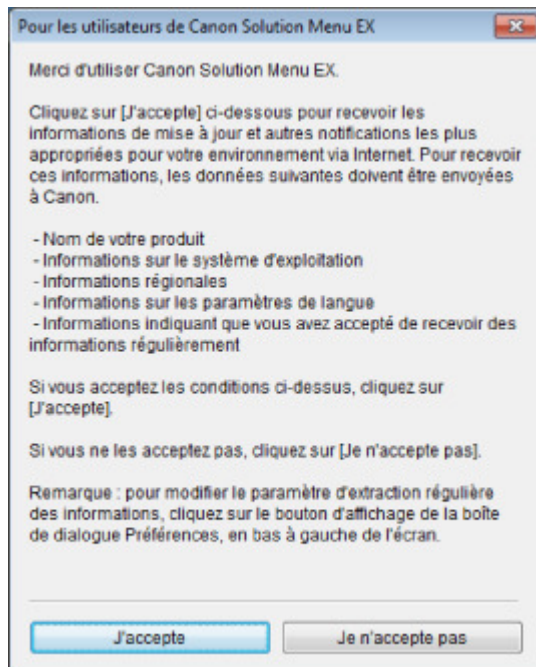 Pour les utilisateurs de Canon Solution Menu EX
Merci d'utiliser Canon Solution Menu EX.
Cliquez sur [J'accepte] ci-dessous pour recevoir les
informations de mise à jour et autres notifications les plus
appropriées pour votre environnement via Internet. Pour recevoir
ces informations, les données suivantes doivent être envoyées
à Canon.
- Nom de votre produit
- Informations sur le système d'exploitation
- Informations régionales
- Informations sur les paramètres de langue
- Informations indiquant que vous avez accepté de recevoir des
informations régulièrement
Si vous acceptez les conditions ci-dessus, cliquez sur
[J'accepte].
Si vous ne les acceptez pas, cliquez sur [Je n'accepte pas].
Remarque : pour modifier le paramètre d'extraction régulière
des informations, cliquez sur le bouton d'affichage de la boîte
de dialogue Préférences, en bas à gauche de l'écran.
J'accepte
Je n'accepte pas